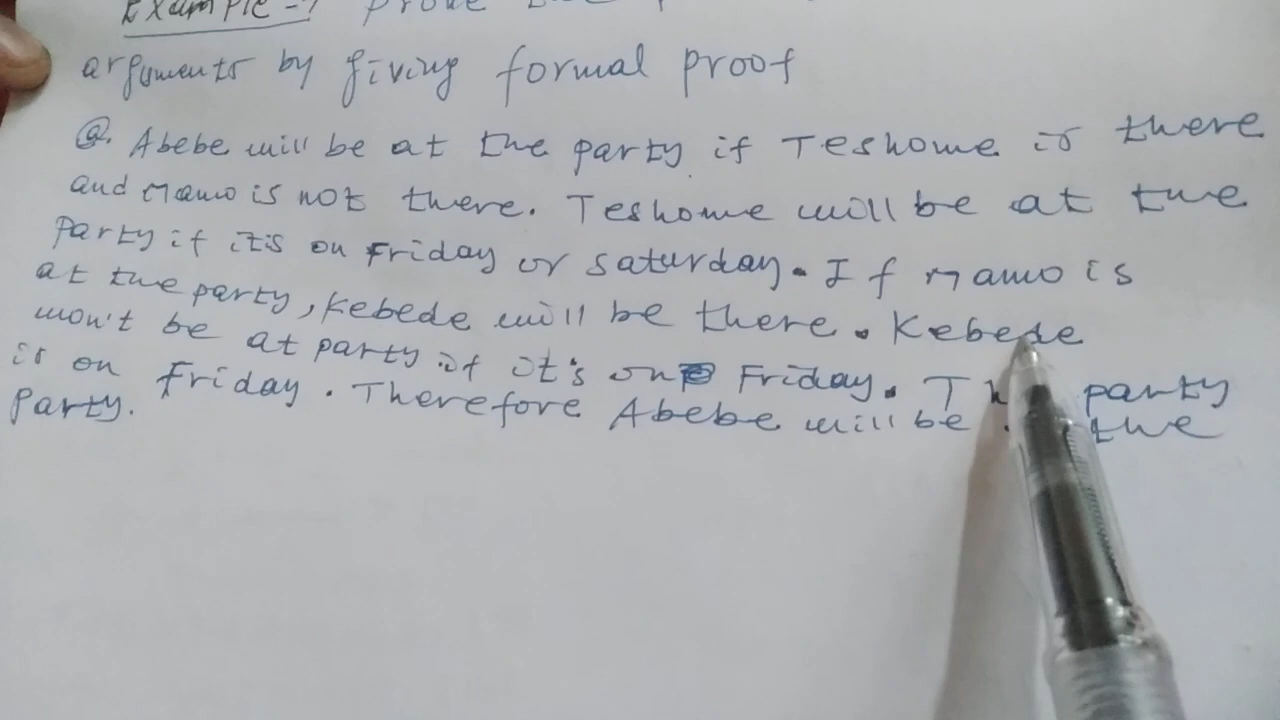 Example - 1 Prove the
arguments by giving formal proof
@. Abebe will be at the party if Teshome is there
and Mamo is not there. Teshome will be at the
Party if it's on Friday or saturday. If Mamo is
at the party, Kebede will be there. Kebede
won't be at party if it's on Friday. The party
is on Friday. Therefore Abebe will be the
Party.